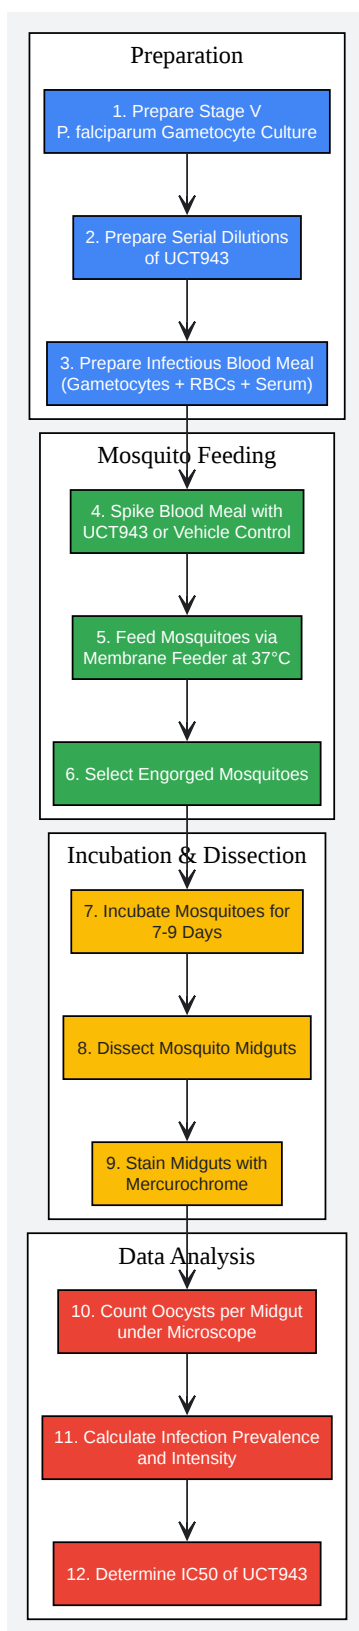 Preparation
1. Prepare Stage V
P. falciparum Gametocyte Culture
2. Prepare Serial Dilutions
of UCT943
3. Prepare Infectious Blood Meal
(Gametocytes + RBCs + Serum)
Mosquito Feeding
4. Spike Blood Meal with
UCT943 or Vehicle Control
5. Feed Mosquitoes via
Membrane Feeder at 37°C
6. Select Engorged Mosquitoes
Incubation & Dissection
7. Incubate Mosquitoes for
7-9 Days
8. Dissect Mosquito Midguts
9. Stain Midguts with
Mercurochrome
Data Analysis
10. Count Oocysts per Midgut
under Microscope
11. Calculate Infection Prevalence
and Intensity
12. Determine IC50 of UCT943